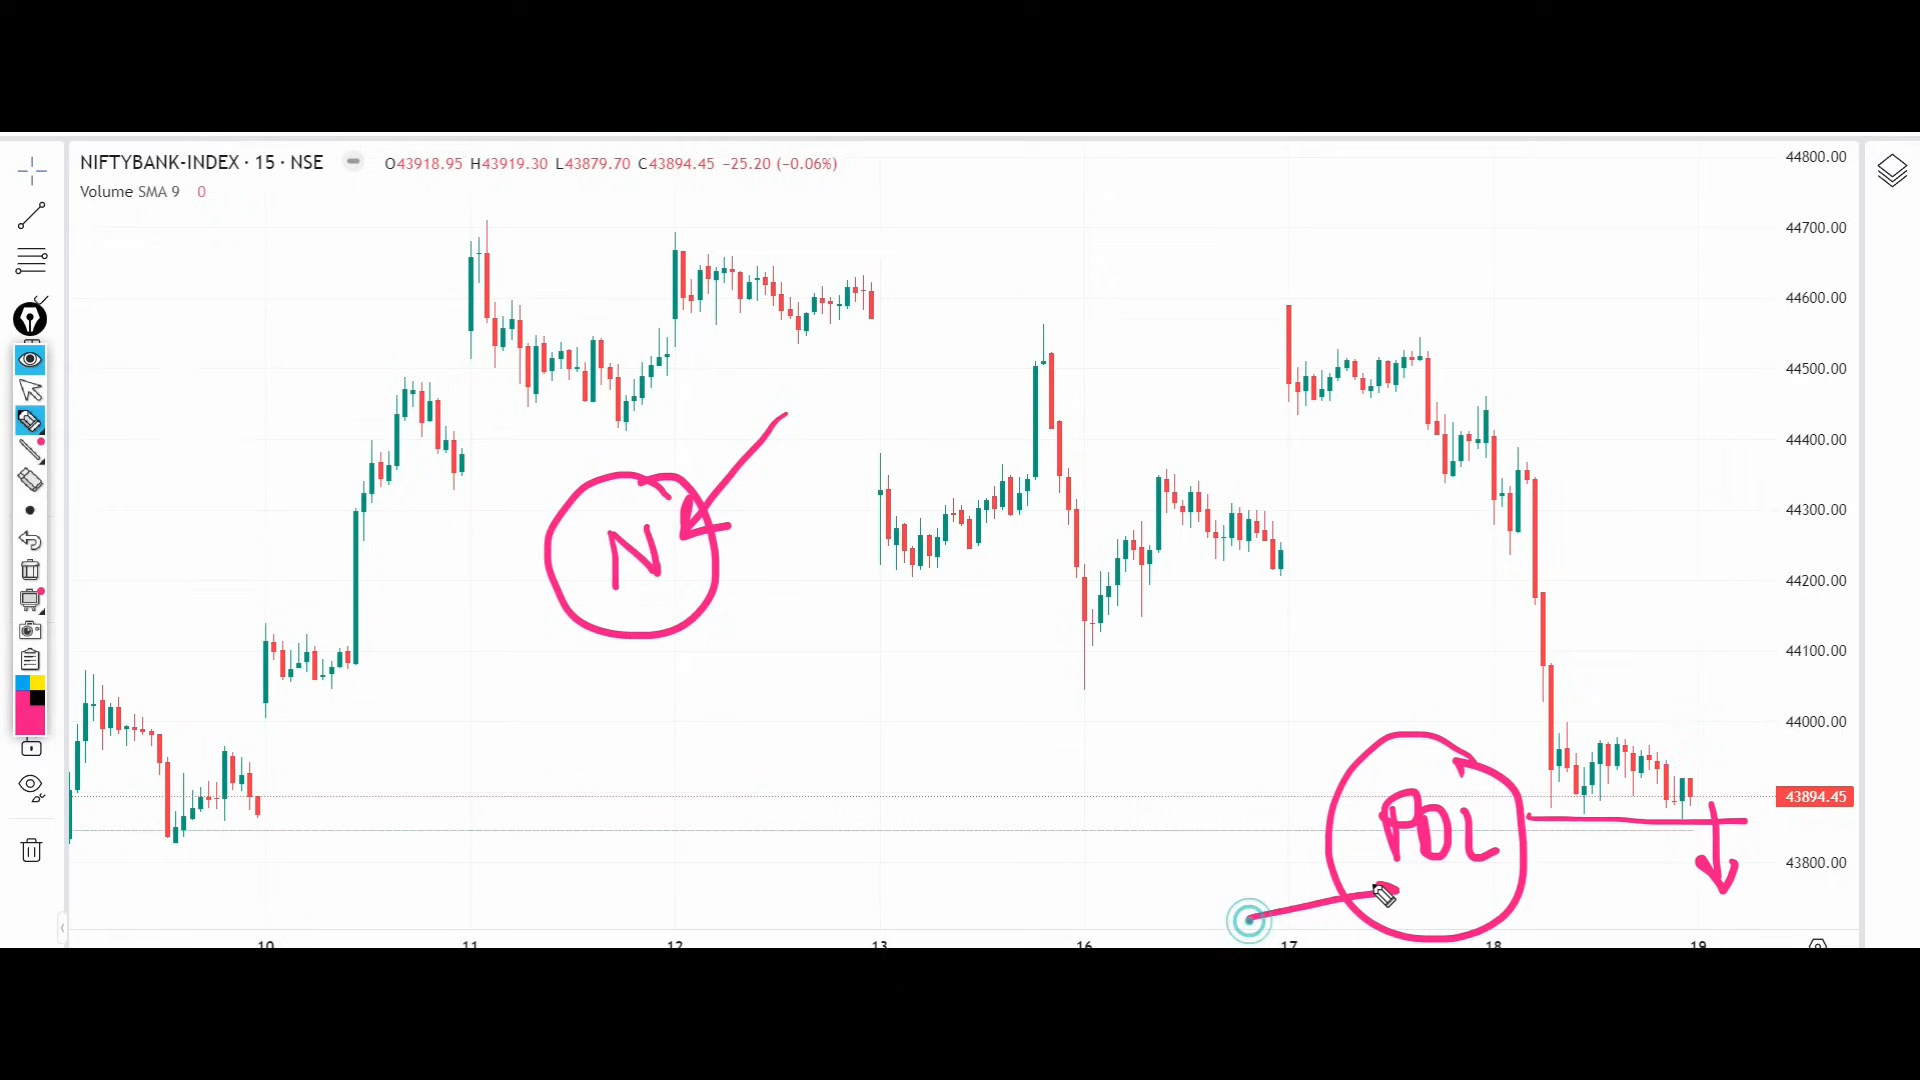 NIFTYBANK-INDEX · 15 · NSE O43918.95 H43919.30 L43879.70 C43894.45 −25.20 (−0.06%)
Volume SMA 9 0
44800.00
44700.00
44600.00
44500.00
44400.00
44300.00
44200.00
44100.00
44000.00
43894.45
43800.00
N
PDL
10 11 12 13 16 17 18 19